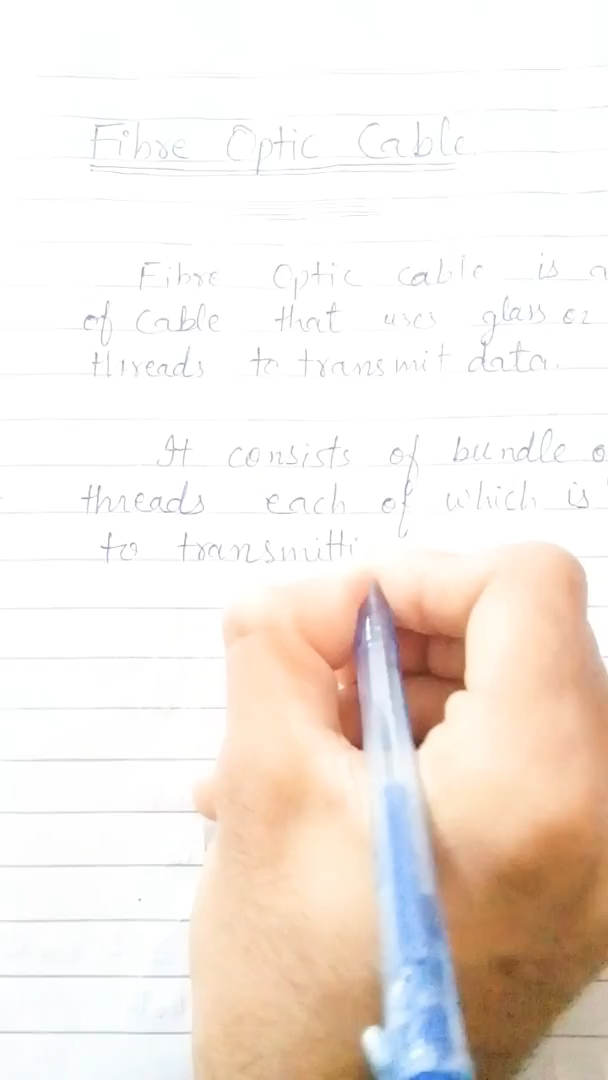 Fibre Optic Cable
Fibre Optic cable is a
of Cable that uses glass or
threads to transmit data.
It consists of bundle o
threads each of which is
to transmitti